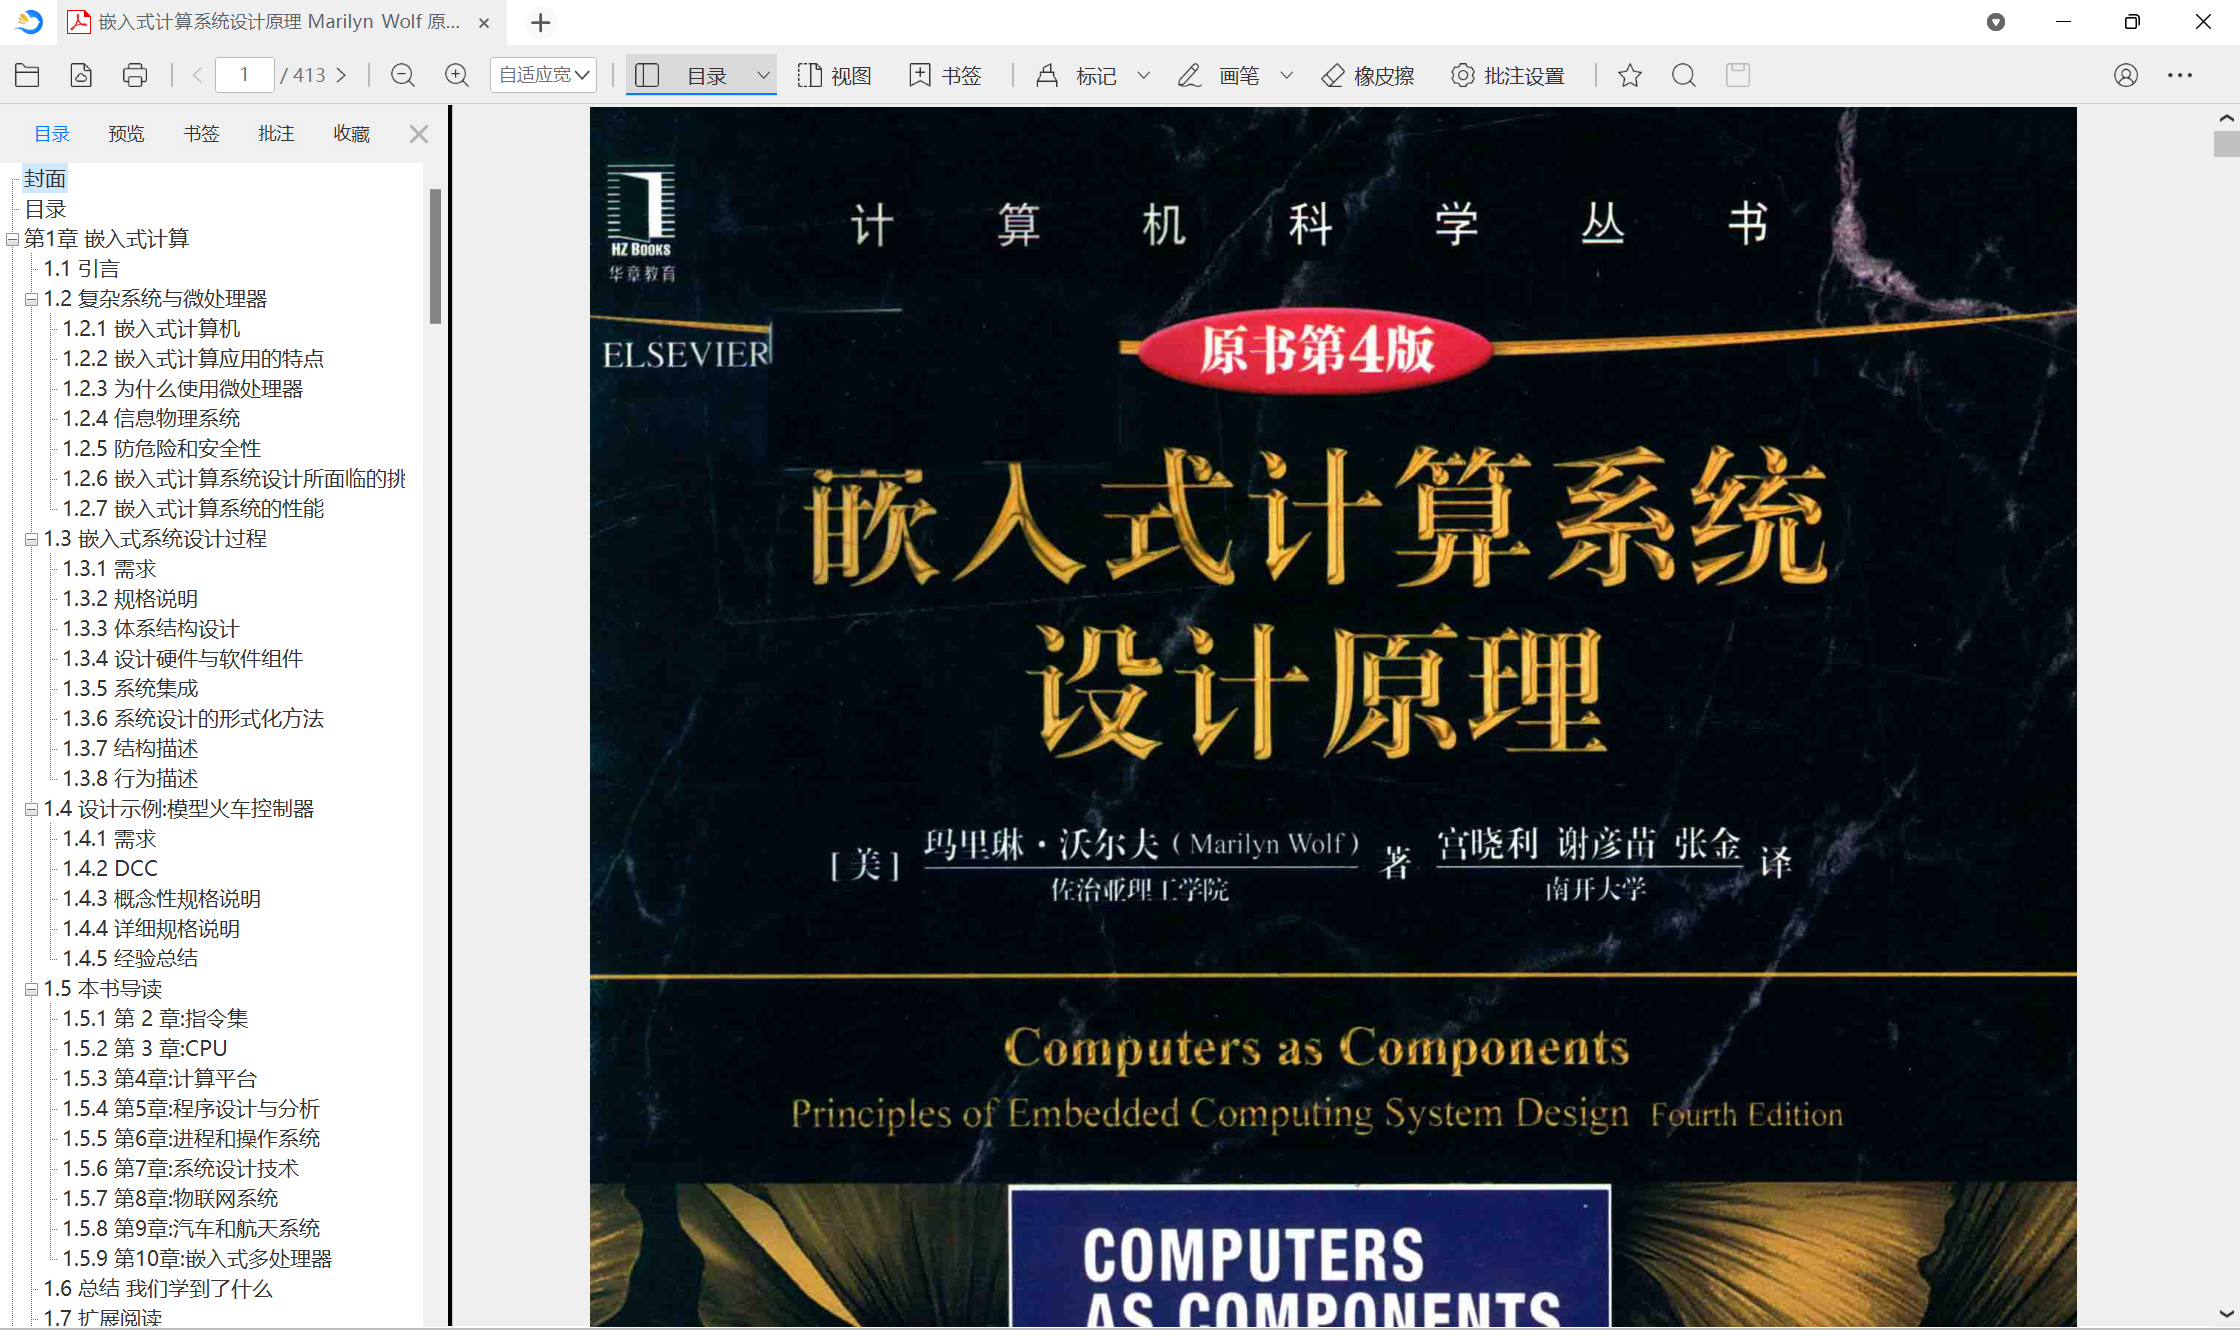 嵌入式计算系统设计原理 Marilyn Wolf 原...
1 / 413
自适应宽
目录
视图
书签
标记
画笔
橡皮擦
批注设置
目录 预览 书签 批注 收藏
封面
目录
第1章 嵌入式计算
1.1 引言
1.2 复杂系统与微处理器
1.2.1 嵌入式计算机
1.2.2 嵌入式计算应用的特点
1.2.3 为什么使用微处理器
1.2.4 信息物理系统
1.2.5 防危险和安全性
1.2.6 嵌入式计算系统设计所面临的挑
1.2.7 嵌入式计算系统的性能
1.3 嵌入式系统设计过程
1.3.1 需求
1.3.2 规格说明
1.3.3 体系结构设计
1.3.4 设计硬件与软件组件
1.3.5 系统集成
1.3.6 系统设计的形式化方法
1.3.7 结构描述
1.3.8 行为描述
1.4 设计示例:模型火车控制器
1.4.1 需求
1.4.2 DCC
1.4.3 概念性规格说明
1.4.4 详细规格说明
1.4.5 经验总结
1.5 本书导读
1.5.1 第 2 章:指令集
1.5.2 第 3 章:CPU
1.5.3 第4章:计算平台
1.5.4 第5章:程序设计与分析
1.5.5 第6章:进程和操作系统
1.5.6 第7章:系统设计技术
1.5.7 第8章:物联网系统
1.5.8 第9章:汽车和航天系统
1.5.9 第10章:嵌入式多处理器
1.6 总结 我们学到了什么
1.7 扩展阅读
HZ BOOKS
华章教育
计算机科学丛书
ELSEVIER
原书第4版
嵌入式计算系统
设计原理
[美] 玛里琳·沃尔夫(Marilyn Wolf) 著 宫晓利 谢彦苗 张金 译
佐治亚理工学院 南开大学
Computers as Components
Principles of Embedded Computing System Design Fourth Edition
COMPUTERS
AS COMPONENTS